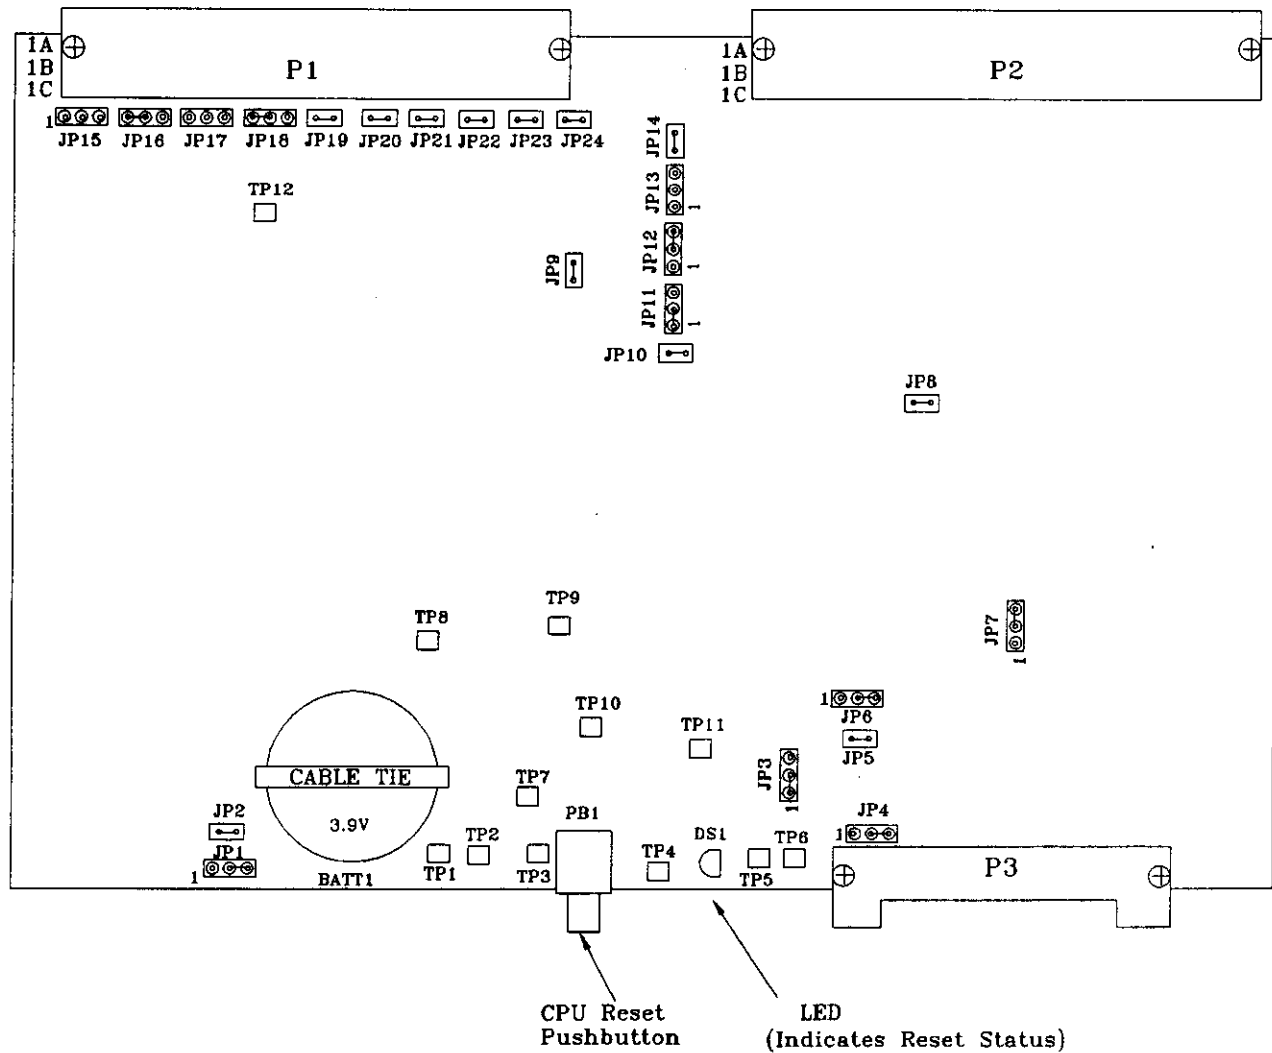 1A
1B
1C
P1
1A
1B
1C
P2
1
JP15
JP16
JP17
JP18
JP19
JP20
JP21
JP22
JP23
JP24
JP14
JP13
1
TP12
JP12
1
JP9
JP11
1
JP10
JP8
TP8
TP9
JP7
1
TP10
TP11
1
JP6
JP5
CABLE TIE
3.9V
TP7
JP3
1
JP2
PB1
DS1
JP4
1
JP1
1
BATT1
TP1
TP2
TP3
TP4
TP5
TP6
P3
CPU Reset
Pushbutton
LED
(Indicates Reset Status)